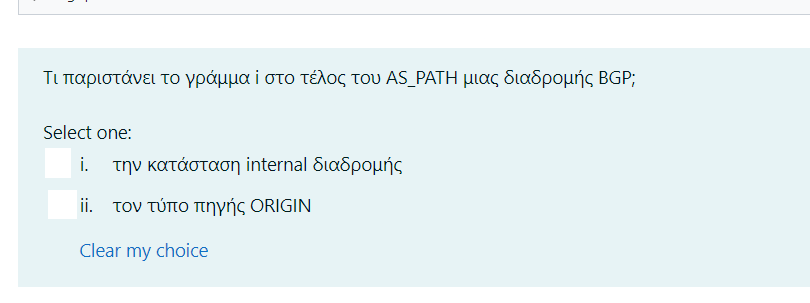 Τι παριστάνει το γράμμα i στο τέλος του AS_PATH μιας διαδρομής BGP;
Select one:
i. την κατάσταση internal διαδρομής
ii. τον τύπο πηγής ORIGIN
Clear my choice